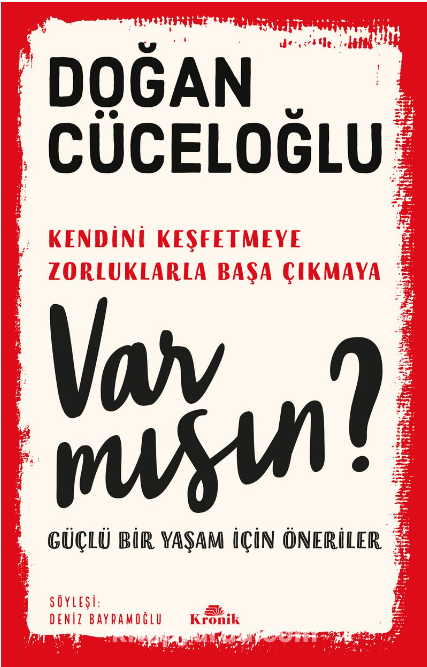 DOĞAN
CÜCELOĞLU
KENDİNİ KEŞFETMEYE
ZORLUKLARLA BAŞA ÇIKMAYA
Var
mısın?
GÜÇLÜ BİR YAŞAM İÇİN ÖNERİLER
SÖYLEŞİ:
DENİZ BAYRAMOĞLU
Kronik